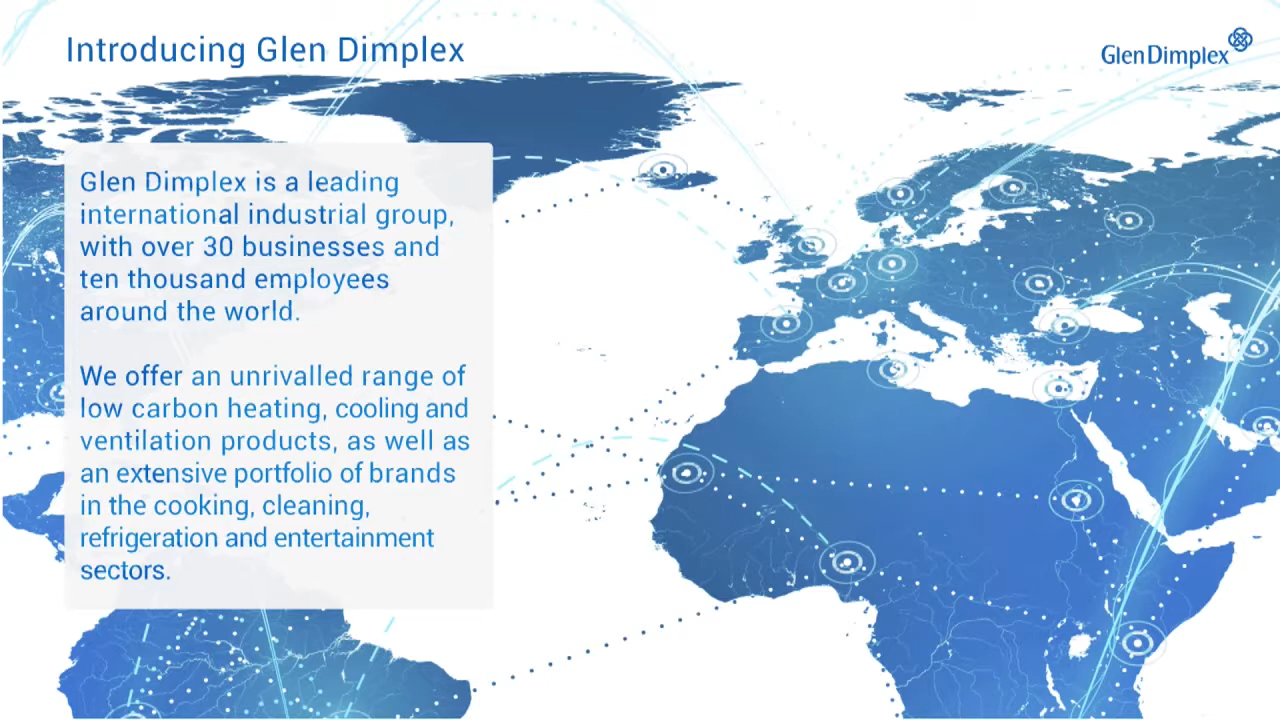 Introducing Glen Dimplex
Glen Dimplex
Glen Dimplex is a leading
international industrial group,
with over 30 businesses and
ten thousand employees
around the world.
We offer an unrivalled range of
low carbon heating, cooling and
ventilation products, as well as
an extensive portfolio of brands
in the cooking, cleaning,
refrigeration and entertainment
sectors.